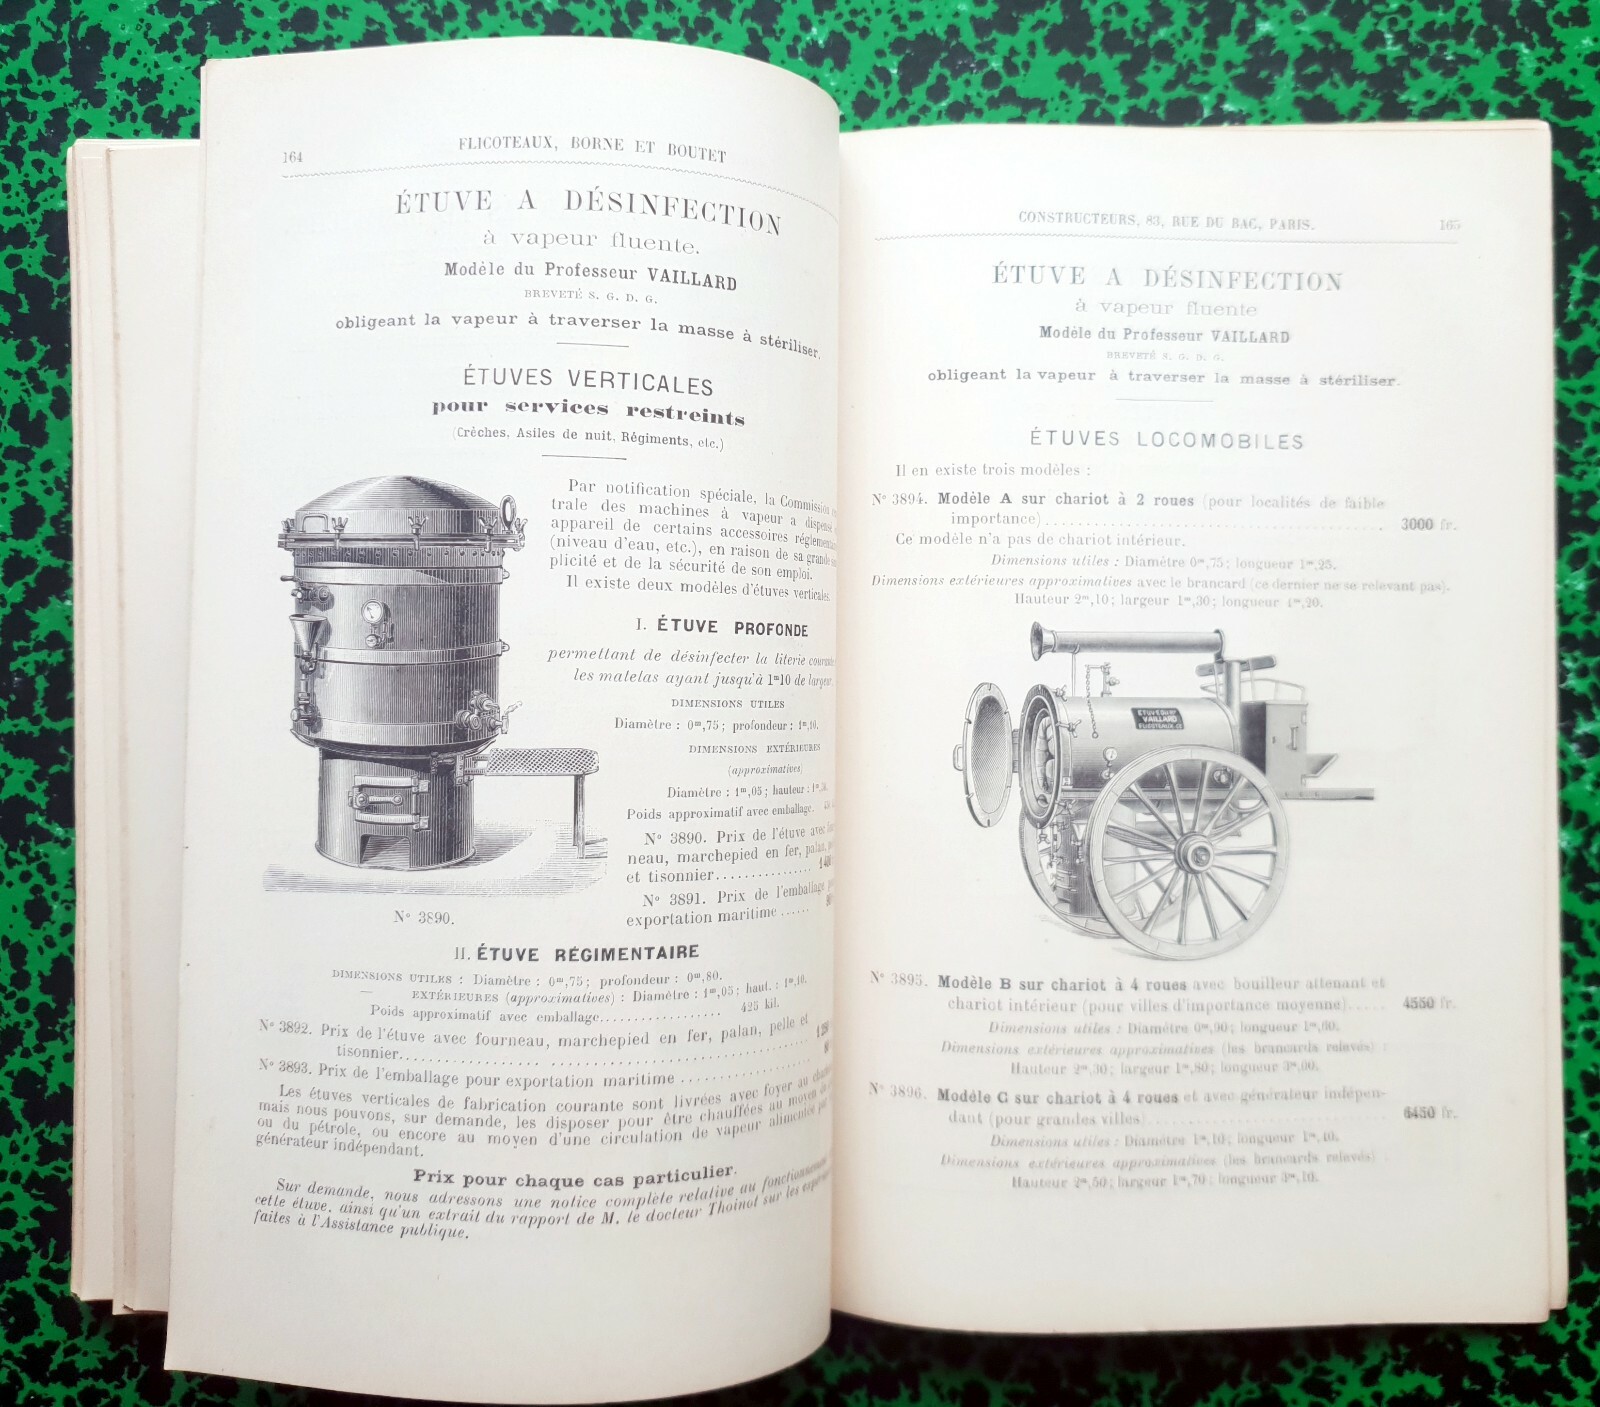 164
FLICOTEAUX, BORNE ET BOUTET
ÉTUVE A DÉSINFECTION
à vapeur fluente.
Modèle du Professeur VAILLARD
BREVETÉ S. G. D. G.
obligeant la vapeur à traverser la masse à stériliser.
ÉTUVES VERTICALES
pour services restreints
(Crèches, Asiles de nuit, Régiments, etc.)
Par notification spéciale, la Commission
trale des machines à vapeur a dispensé
appareil de certains accessoires
(niveau d'eau, etc.), en raison de sa grande
plicité et de la sécurité de son emploi.
Il existe deux modèles d'étuves verticales.
I. ÉTUVE PROFONDE
permettant de désinfecter la literie
les matelas ayant jusqu'à 1m10 de largeur.
DIMENSIONS UTILES
Diamètre : 0m,75; profondeur : 1m,10.
DIMENSIONS EXTÉRIEURES
(approximatives)
Diamètre : 1m,05; hauteur :
Poids approximatif avec emballage.
N° 3890. Prix de l'étuve avec
neau, marchepied en fer, palan,
et tisonnier...............
N° 3891. Prix de l'emballage
exportation maritime .....
N° 3890.
II. ÉTUVE RÉGIMENTAIRE
DIMENSIONS UTILES : Diamètre : 0m,75; profondeur : 0m,80.
— EXTÉRIEURES (approximatives) : Diamètre : 1m,05; haut. : 1m,10.
Poids approximatif avec emballage................. 425 kil.
N° 3892. Prix de l'étuve avec fourneau, marchepied en fer, palan, pelle et
tisonnier............................................
N° 3893. Prix de l'emballage pour exportation maritime ...............
Les étuves verticales de fabrication courante sont livrées avec foyer au
mais nous pouvons, sur demande, les disposer pour être chauffées au moyen
ou du pétrole, ou encore au moyen d'une circulation de vapeur alimentée
générateur indépendant.
Prix pour chaque cas particulier.
Sur demande, nous adressons une notice complète relative au fonctionnement
cette étuve, ainsi qu'un extrait du rapport de M. le docteur Thoinot sur les
faites à l'Assistance publique.
CONSTRUCTEURS, 83, RUE DU BAC, PARIS.
165
ÉTUVE A DÉSINFECTION
à vapeur fluente
Modèle du Professeur VAILLARD
BREVETÉ S. G. D. G.
obligeant la vapeur à traverser la masse à stériliser.
ÉTUVES LOCOMOBILES
Il en existe trois modèles :
N° 3894. Modèle A sur chariot à 2 roues (pour localités de faible
importance)................................ 3000 fr.
Ce modèle n'a pas de chariot intérieur.
Dimensions utiles : Diamètre 0m,75; longueur 1m,25.
Dimensions extérieures approximatives avec le brancard (ce dernier ne se relevant pas).
Hauteur 2m,10; largeur 1m,30; longueur 4m,20.
VAILLARD
N° 3895. Modèle B sur chariot à 4 roues avec bouilleur attenant et
chariot intérieur (pour villes d'importance moyenne)..... 4550 fr.
Dimensions utiles : Diamètre 0m,90; longueur 1m,60.
Dimensions extérieures approximatives (les brancards relevés) :
Hauteur 2m,30; largeur 1m,80; longueur 3m,00.
N° 3896. Modèle C sur chariot à 4 roues et avec générateur indépen-
dant (pour grandes villes)........................... 6450 fr.
Dimensions utiles : Diamètre 1m,10; longueur 1m,40.
Dimensions extérieures approximatives (les brancards relevés) :
Hauteur 2m,50; largeur 1m,70; longueur 3m,10.